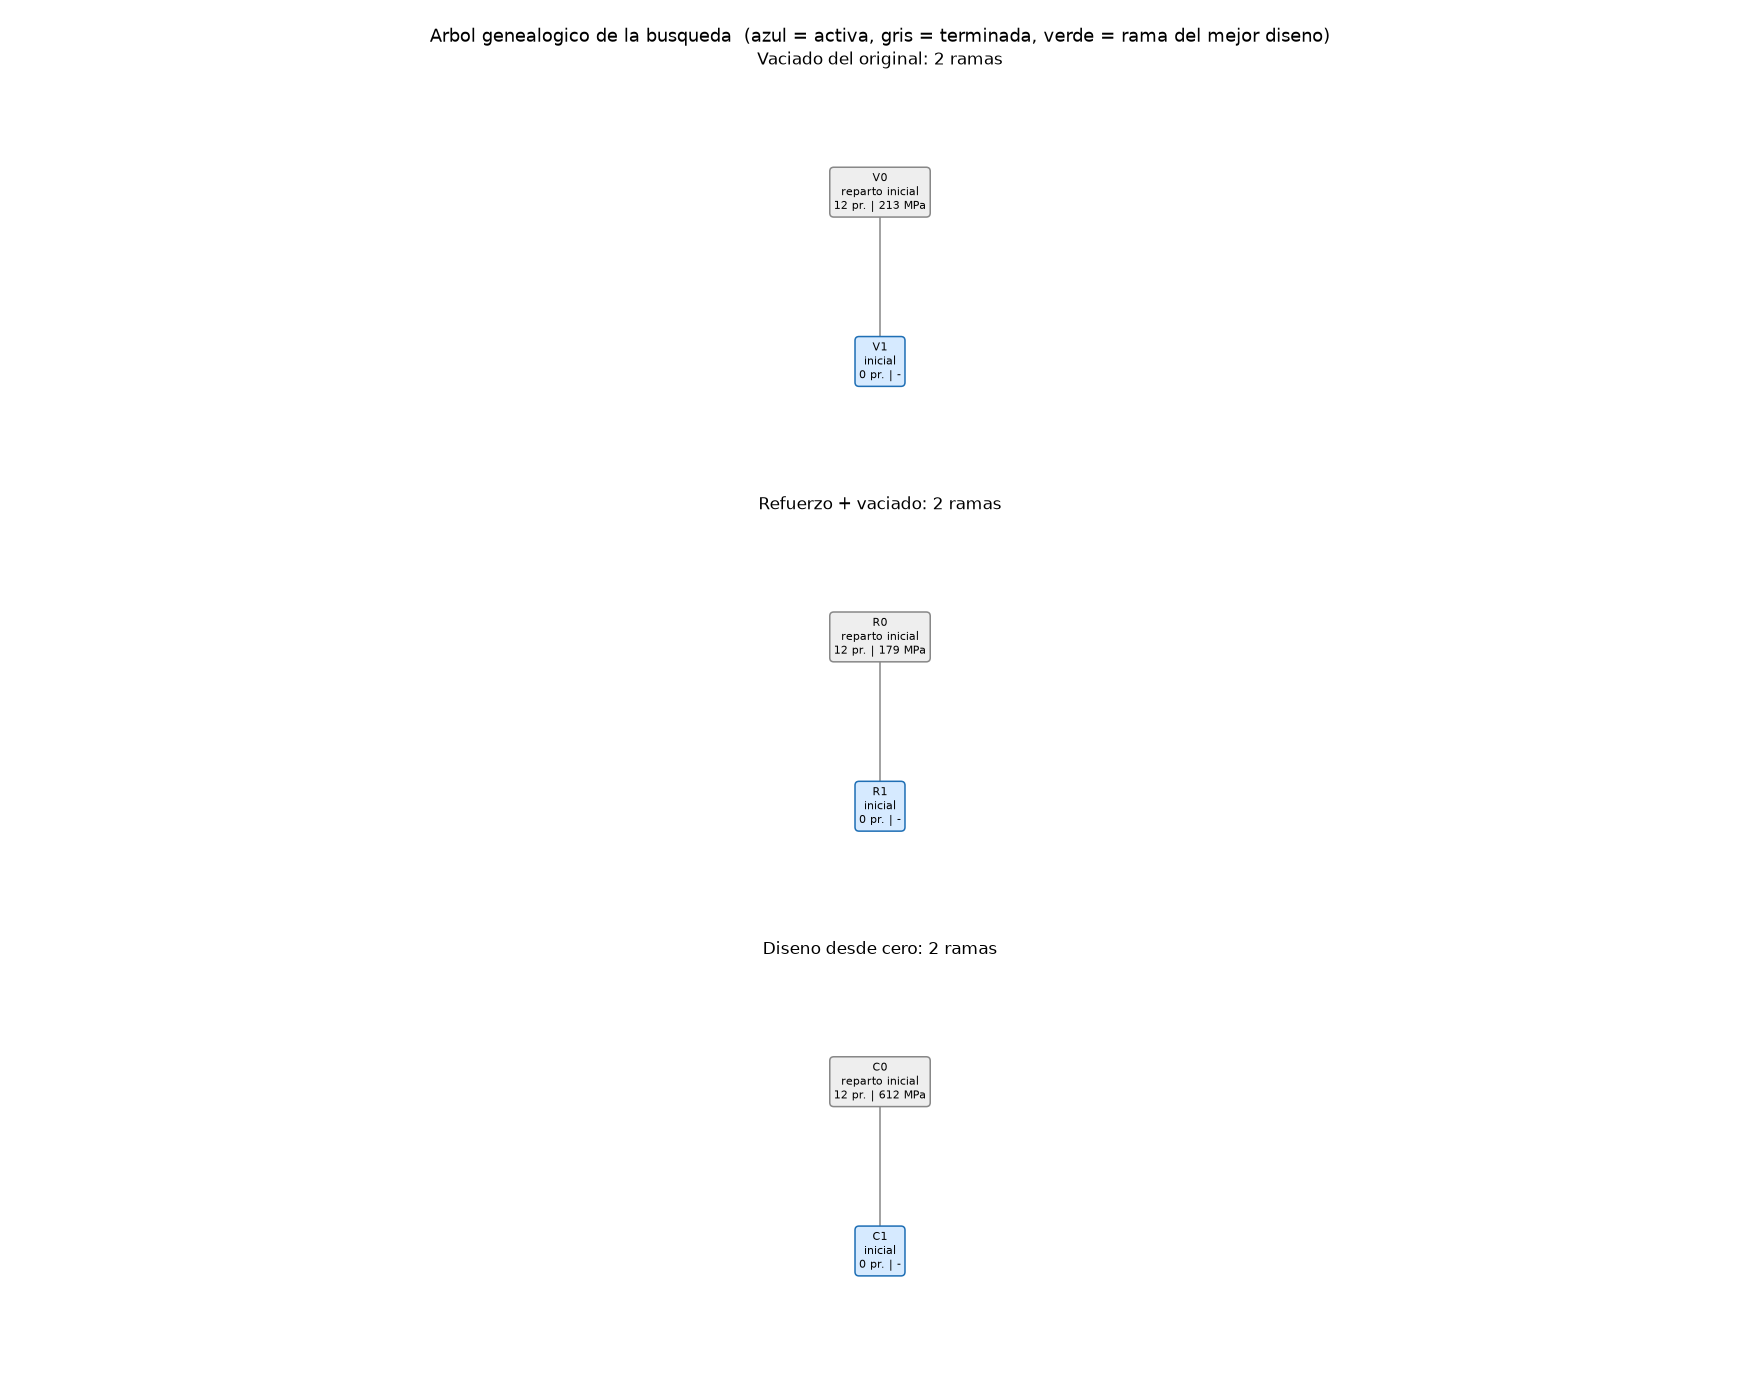 Arbol genealogico de la busqueda  (azul = activa, gris = terminada, verde = rama del mejor diseno)
Vaciado del original: 2 ramas
V0
reparto inicial
12 pr. | 213 MPa
V1
inicial
0 pr. | -
Refuerzo + vaciado: 2 ramas
R0
reparto inicial
12 pr. | 179 MPa
R1
inicial
0 pr. | -
Diseno desde cero: 2 ramas
C0
reparto inicial
12 pr. | 612 MPa
C1
inicial
0 pr. | -